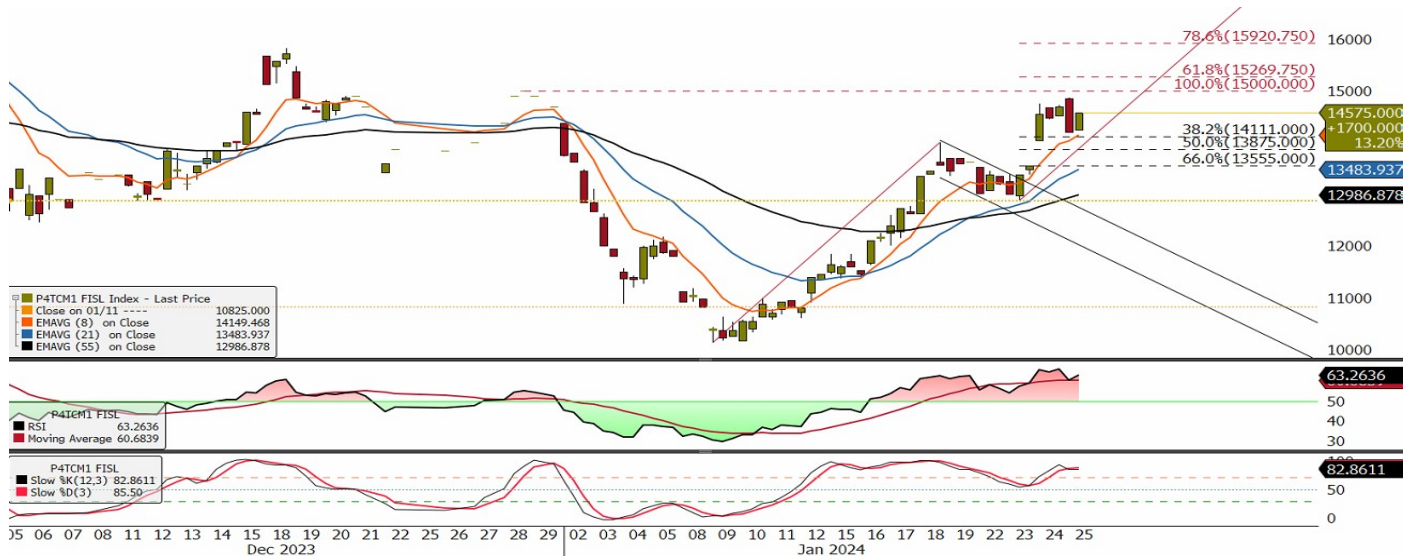 78.6%(15920.750)
61.8%(15269.750)
100.0%(15000.000)
38.2%(14111.000)
50.0%(13875.000)
66.0%(13555.000)
16000
15000
14575.000
+1700.000
13.20%
13483.937
12986.878
12000
11000
10000
P4TCM1 FISL Index - Last Price
Close on 01/11 ---- 10825.000
EMAVG (8) on Close 14149.468
EMAVG (21) on Close 13483.937
EMAVG (55) on Close 12986.878
P4TCM1 FISL
RSI 63.2636
Moving Average 60.6839
63.2636
50
40
30
P4TCM1 FISL
Slow %K(12,3) 82.8611
Slow %D(3) 85.50
100
82.8611
50
0
05 06 07 08 11 12 13 14 15 18 19 20 21 22 26 27 28 29 02 03 04 05 08 09 10 11 12 15 16 17 18 19 22 23 24 25
Dec 2023 Jan 2024